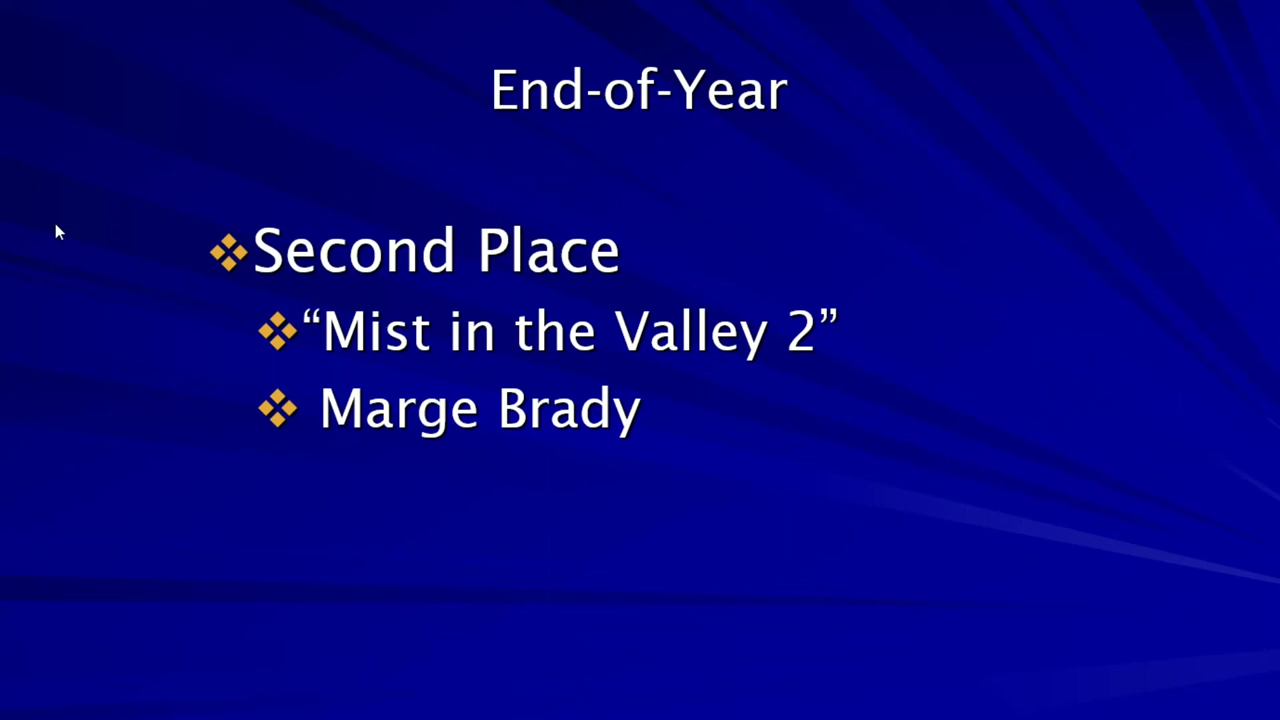 End-of-Year
Second Place
“Mist in the Valley 2”
Marge Brady